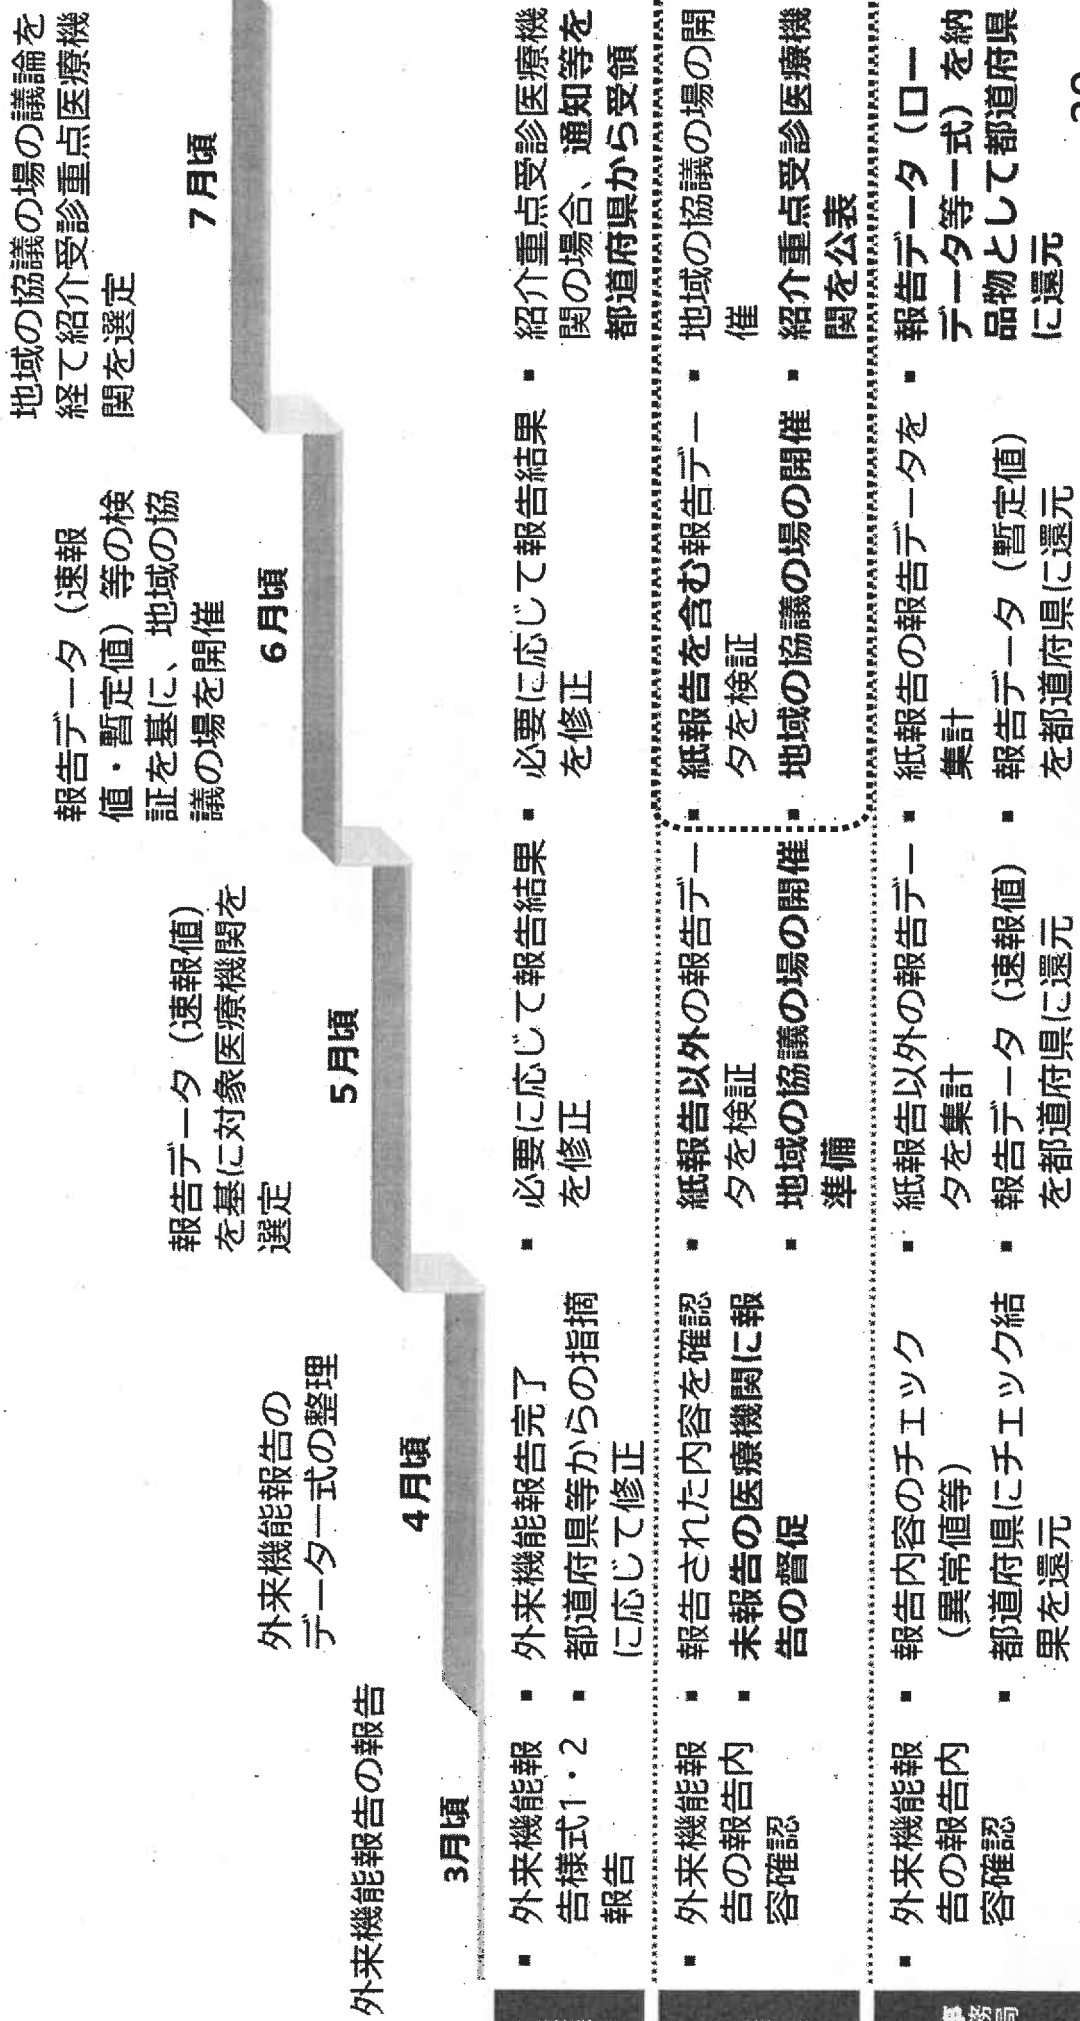 外来機能報告の報告
3月頃
外来機能報告の
データ一式の整理
4月頃
報告データ（速報値）
を基に対象医療機関を
選定
5月頃
報告データ（速報
値・暫定値）等の検
証を基に、地域の協
議の場を開催
6月頃
地域の協議の場の議論を
経て紹介受診重点医療機
関を選定
7月頃
▪ 外来機能報
告様式1・2
報告
▪ 外来機能報告完了
▪ 都道府県等からの指摘
に応じて修正
▪ 必要に応じて報告結果
を修正
▪ 必要に応じて報告結果
を修正
▪ 紹介重点受診医療機
関の場合、通知等を
都道府県から受領
▪ 外来機能報
告の報告内
容確認
▪ 報告された内容を確認
▪ 未報告の医療機関に報
告の督促
▪ 紙報告以外の報告デー
タを検証
▪ 地域の協議の場の開催
準備
▪ 紙報告を含む報告デー
タを検証
▪ 地域の協議の場の開催
▪ 地域の協議の場の開
催
▪ 紹介重点受診医療機
関を公表
事務局
▪ 外来機能報
告の報告内
容確認
▪ 報告内容のチェック
（異常値等）
▪ 都道府県にチェック結
果を還元
▪ 紙報告以外の報告デー
タを集計
▪ 報告データ（速報値）
を都道府県に還元
▪ 紙報告の報告データを
集計
▪ 報告データ（暫定値）
を都道府県に還元
▪ 報告データ（ロー
データ等一式）を納
品物として都道府県
に還元